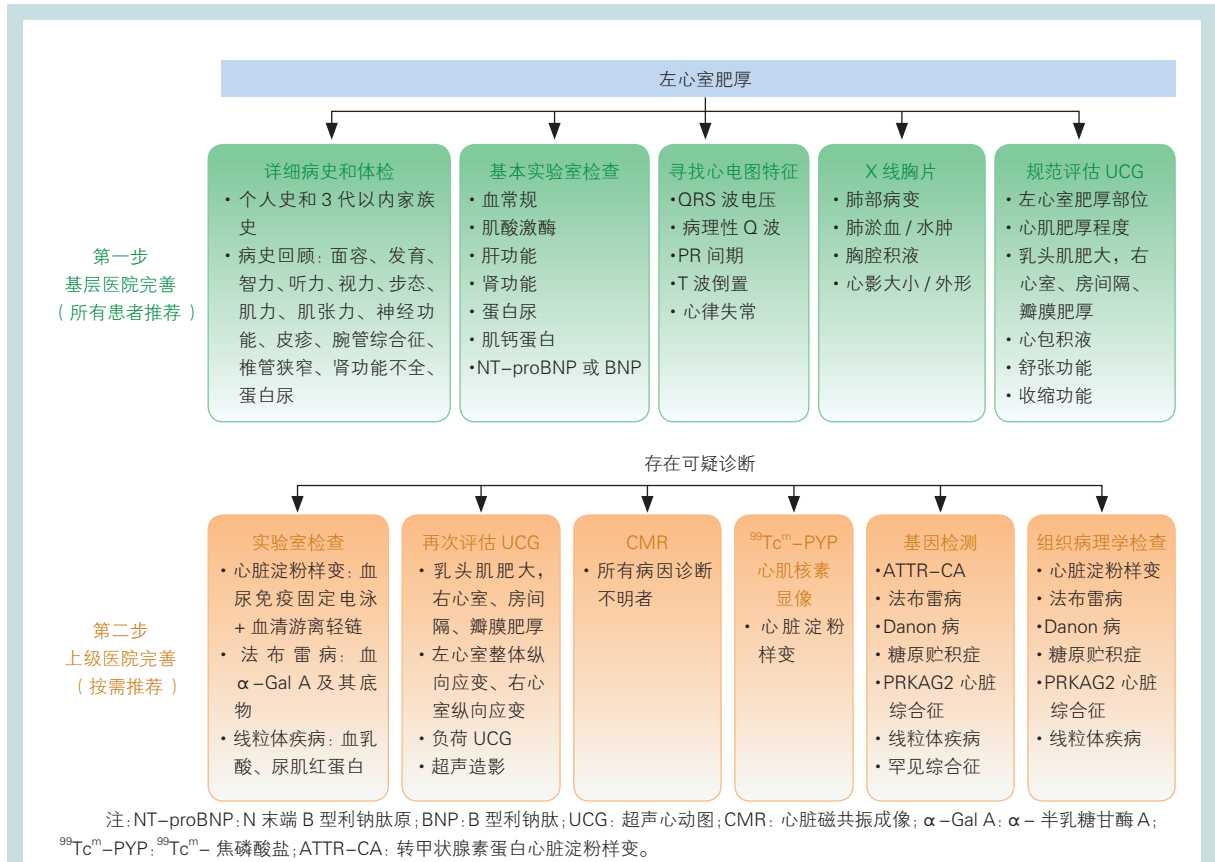 左心室肥厚
第一步
基层医院完善
（所有患者推荐）
详细病史和体检
· 个人史和 3 代以内家族
史
· 病史回顾：面容、发育、
智力、听力、视力、步态、
肌力、肌张力、神经功
能、皮疹、腕管综合征、
椎管狭窄、肾功能不全、
蛋白尿
基本实验室检查
· 血常规
· 肌酸激酶
· 肝功能
· 肾功能
· 蛋白尿
· 肌钙蛋白
·NT-proBNP 或 BNP
寻找心电图特征
·QRS 波电压
· 病理性 Q 波
·PR 间期
·T 波倒置
· 心律失常
X 线胸片
· 肺部病变
· 肺淤血 / 水肿
· 胸腔积液
· 心影大小 / 外形
规范评估 UCG
· 左心室肥厚部位
· 心肌肥厚程度
· 乳头肌肥大，右
心室、房间隔、
瓣膜肥厚
· 心包积液
· 舒张功能
· 收缩功能
存在可疑诊断
第二步
上级医院完善
（按需推荐）
实验室检查
· 心脏淀粉样变：血
尿免疫固定电泳
+ 血清游离轻链
· 法布雷病：血
α-Gal A 及其底
物
· 线粒体疾病：血乳
酸、尿肌红蛋白
再次评估 UCG
· 乳头肌肥大，
右心室、房间
隔、瓣膜肥厚
· 左心室整体纵
向应变、右心
室纵向应变
· 负荷 UCG
· 超声造影
CMR
· 所有病因诊断
不明者
⁹⁹Tcᵐ-PYP
心肌核素
显像
· 心脏淀粉
样变
基因检测
·ATTR-CA
· 法布雷病
·Danon 病
· 糖原贮积症
·PRKAG2 心脏
综合征
· 线粒体疾病
· 罕见综合征
组织病理学检查
· 心脏淀粉样变
· 法布雷病
·Danon 病
· 糖原贮积症
·PRKAG2 心脏
综合征
· 线粒体疾病
注：NT-proBNP：N 末端 B 型利钠肽原；BNP：B 型利钠肽；UCG：超声心动图；CMR：心脏磁共振成像；α-Gal A：α- 半乳糖甘酶 A；
⁹⁹Tcᵐ-PYP：⁹⁹Tcᵐ- 焦磷酸盐；ATTR-CA：转甲状腺素蛋白心脏淀粉样变。